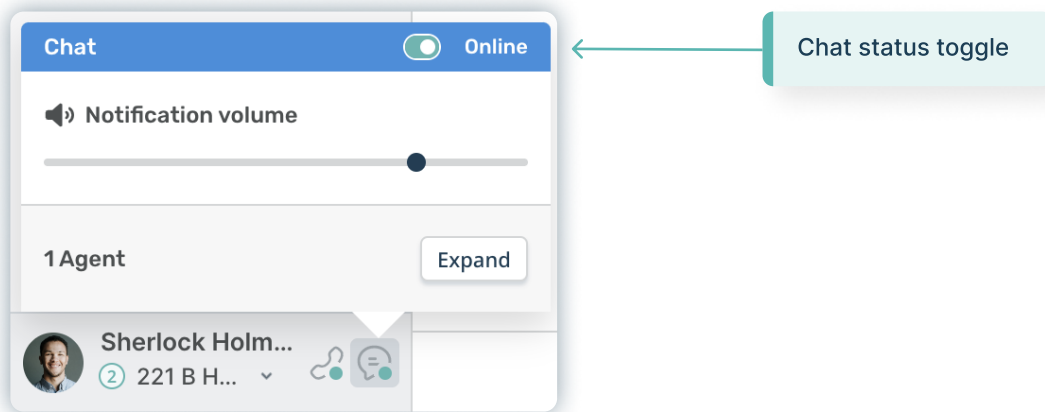 Chat
Online
Chat status toggle
Notification volume
1 Agent
Expand
Sherlock Holm...
2 221 B H...